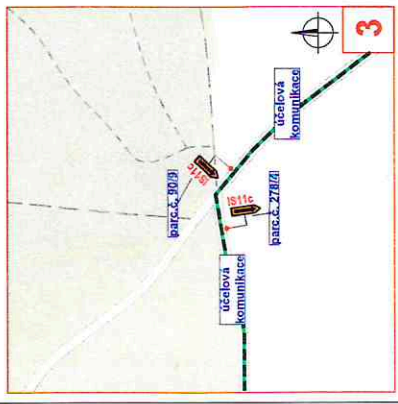 3
účelová
komunikace
IS11c
parc.č. 90/9
IS11c
parc.č. 278/4
účelová
komunikace